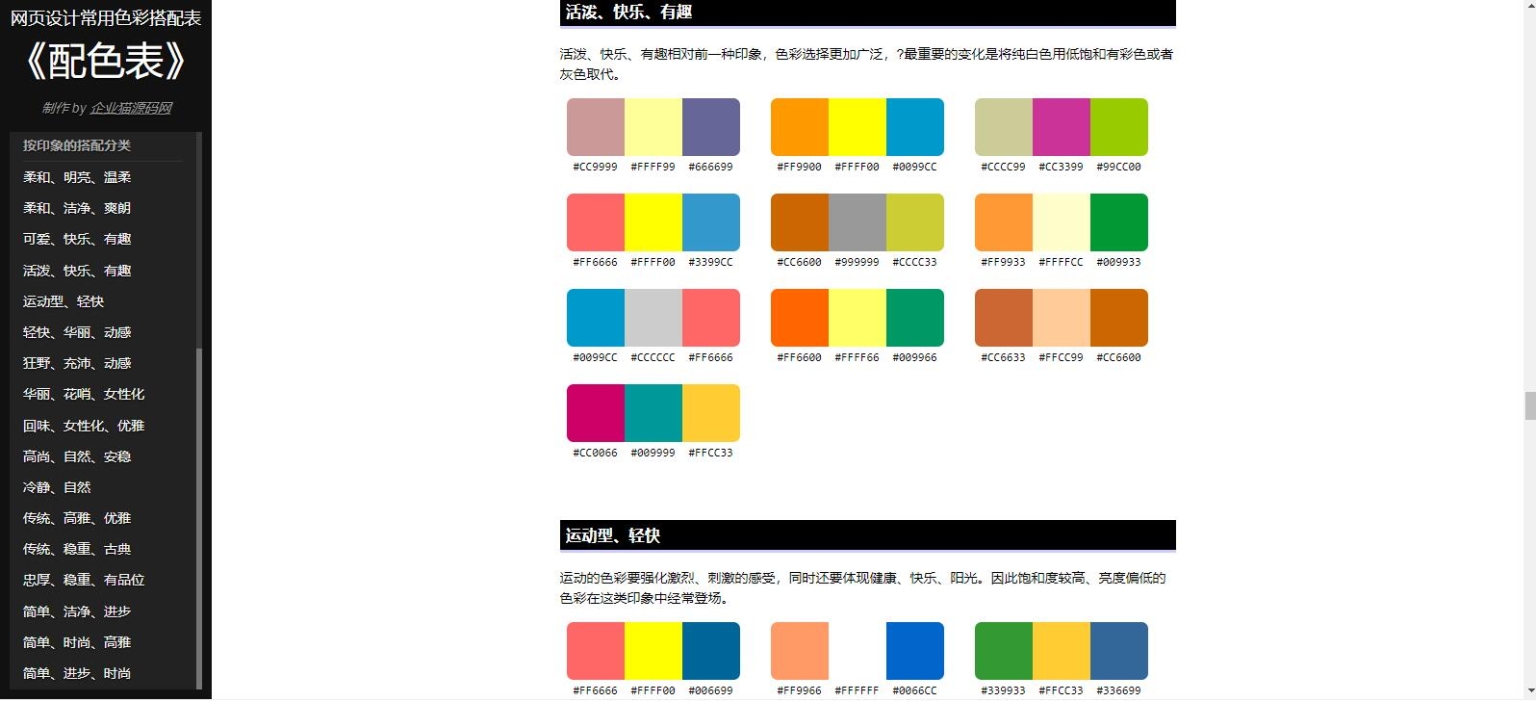 网页设计常用色彩搭配表
《配色表》
制作 by 企业猫源码网
按印象的搭配分类
柔和、明亮、温柔
柔和、洁净、爽朗
可爱、快乐、有趣
活泼、快乐、有趣
运动型、轻快
轻快、华丽、动感
狂野、充沛、动感
华丽、花哨、女性化
回味、女性化、优雅
高尚、自然、安稳
冷静、自然
传统、高雅、优雅
传统、稳重、古典
忠厚、稳重、有品位
简单、洁净、进步
简单、时尚、高雅
简单、进步、时尚
活泼、快乐、有趣
活泼、快乐、有趣相对前一种印象，色彩选择更加广泛，?最重要的变化是将纯白色用低饱和有彩色或者
灰色取代。
#CC9999 #FFFF99 #666699 #FF9900 #FFFF00 #0099CC #CCCC99 #CC3399 #99CC00
#FF6666 #FFFF00 #3399CC #CC6600 #999999 #CCCC33 #FF9933 #FFFFCC #009933
#0099CC #CCCCCC #FF6666 #FF6600 #FFFF66 #009966 #CC6633 #FFCC99 #CC6600
#CC0066 #009999 #FFCC33
运动型、轻快
运动的色彩要强化激烈、刺激的感受，同时还要体现健康、快乐、阳光。因此饱和度较高、亮度偏低的
色彩在这类印象中经常登场。
#FF6666 #FFFF00 #006699 #FF9966 #FFFFFF #0066CC #339933 #FFCC33 #336699